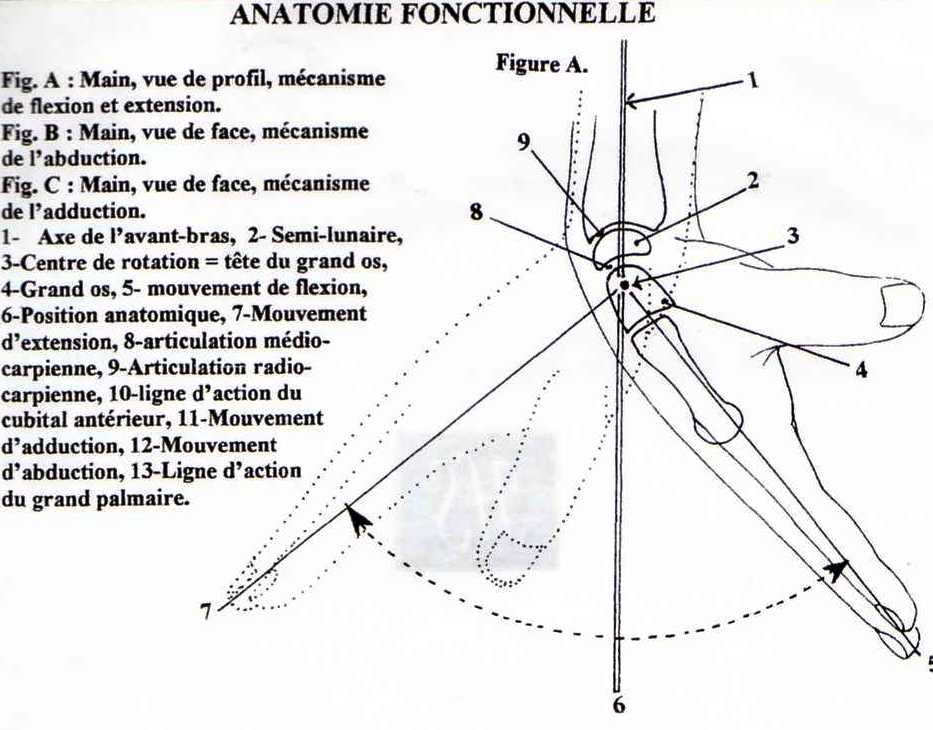 ANATOMIE FONCTIONNELLE
Fig. A : Main, vue de profil, mécanisme
de flexion et extension.
Fig. B : Main, vue de face, mécanisme
de l'abduction.
Fig. C : Main, vue de face, mécanisme
de l'adduction.
1- Axe de l'avant-bras, 2- Semi-lunaire,
3-Centre de rotation = tête du grand os,
4-Grand os, 5- mouvement de flexion,
6-Position anatomique, 7-Mouvement
d'extension, 8-articulation médio-
carpienne, 9-Articulation radio-
carpienne, 10-ligne d'action du
cubital antérieur, 11-Mouvement
d'adduction, 12-Mouvement
d'abduction, 13-Ligne d'action
du grand palmaire.
Figure A.
1
9
2
8
3
4
7
5
6